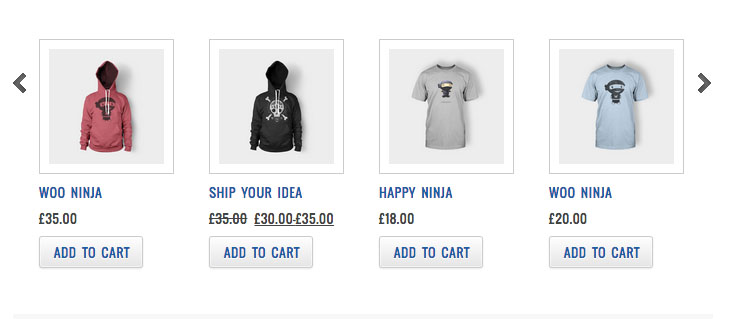 WOO NINJA
£35.00
ADD TO CART
SHIP YOUR IDEA
£35.00 £30.00-£35.00
ADD TO CART
HAPPY NINJA
£18.00
ADD TO CART
WOO NINJA
£20.00
ADD TO CART